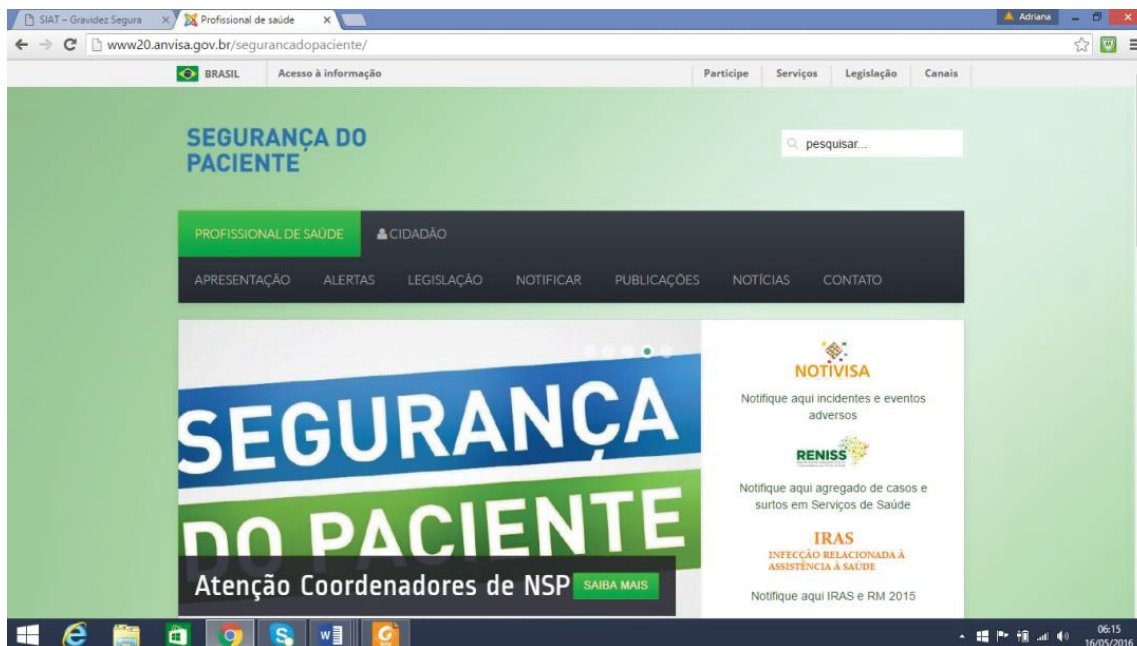 SIAT – Gravidez Segura
Profissional de saúde
Adriana
www20.anvisa.gov.br/segurancadopaciente/
BRASIL Acesso à informação Participe Serviços Legislação Canais
SEGURANÇA DO
PACIENTE
pesquisar...
PROFISSIONAL DE SAÚDE CIDADÃO
APRESENTAÇÃO ALERTAS LEGISLAÇÃO NOTIFICAR PUBLICAÇÕES NOTÍCIAS CONTATO
SEGURANÇA
DO PACIENTE
Atenção Coordenadores de NSP SAIBA MAIS
NOTIVISA
Notifique aqui incidentes e eventos
adversos
RENISS
Notifique aqui agregado de casos e
surtos em Serviços de Saúde
IRAS
INFECÇÃO RELACIONADA À
ASSISTÊNCIA À SAÚDE
Notifique aqui IRAS e RM 2015
06:15
16/05/2016